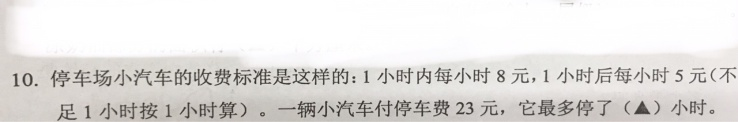 10. 停车场小汽车的收费标准是这样的：1 小时内每小时 8 元，1 小时后每小时 5 元（不
足 1 小时按 1 小时算）。一辆小汽车付停车费 23 元，它最多停了（▲）小时。